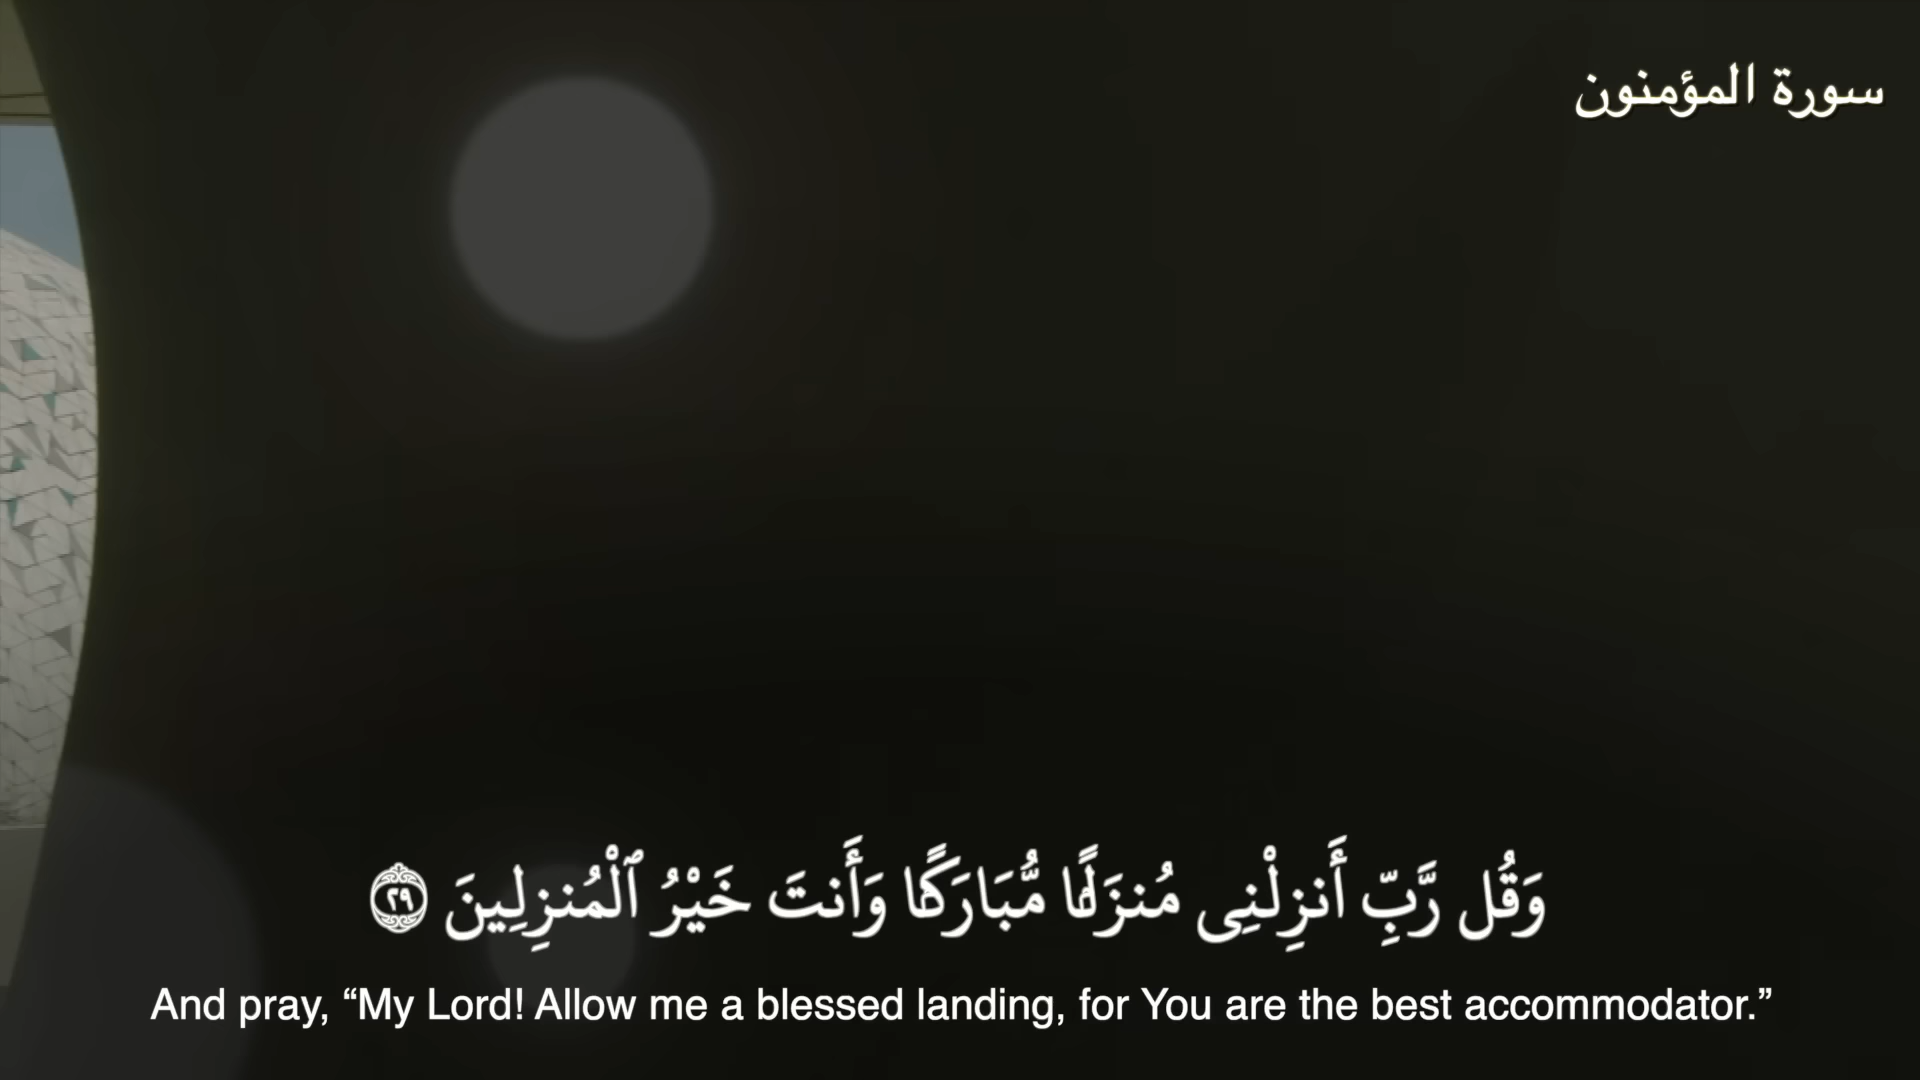 سورة المؤمنون
وَقُل رَّبِّ أَنزِلْنِى مُنزَلًا مُّبَارَكًا وَأَنتَ خَيْرُ ٱلْمُنزِلِينَ ٢٩
And pray, “My Lord! Allow me a blessed landing, for You are the best accommodator.”